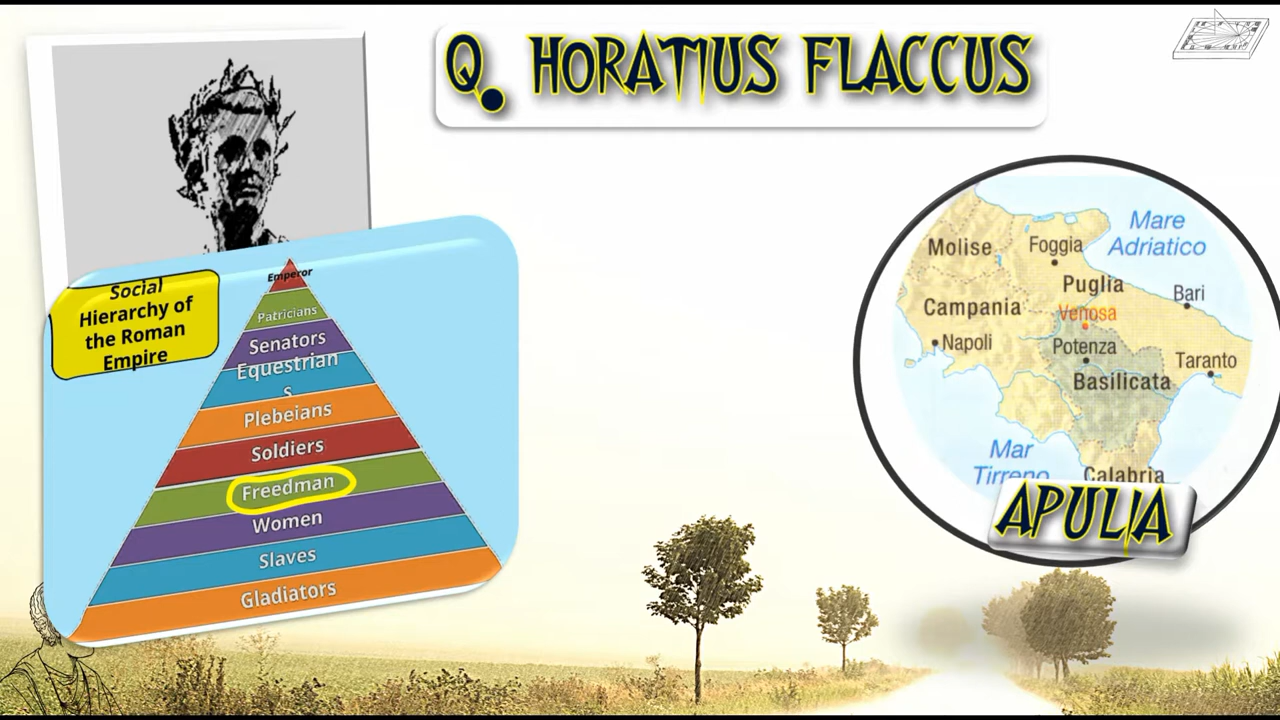 Q. HORATIUS FLACCUS
Social
Hierarchy of
the Roman
Empire
Emperor
Patricians
Senators
Equestrian
s
Plebeians
Soldiers
Freedman
Women
Slaves
Gladiators
Mare
Adriatico
Molise
Foggia
Puglia
Bari
Campania
Venosa
Napoli
Potenza
Taranto
Basilicata
Mar
Tirreno
Calabria
APULIA